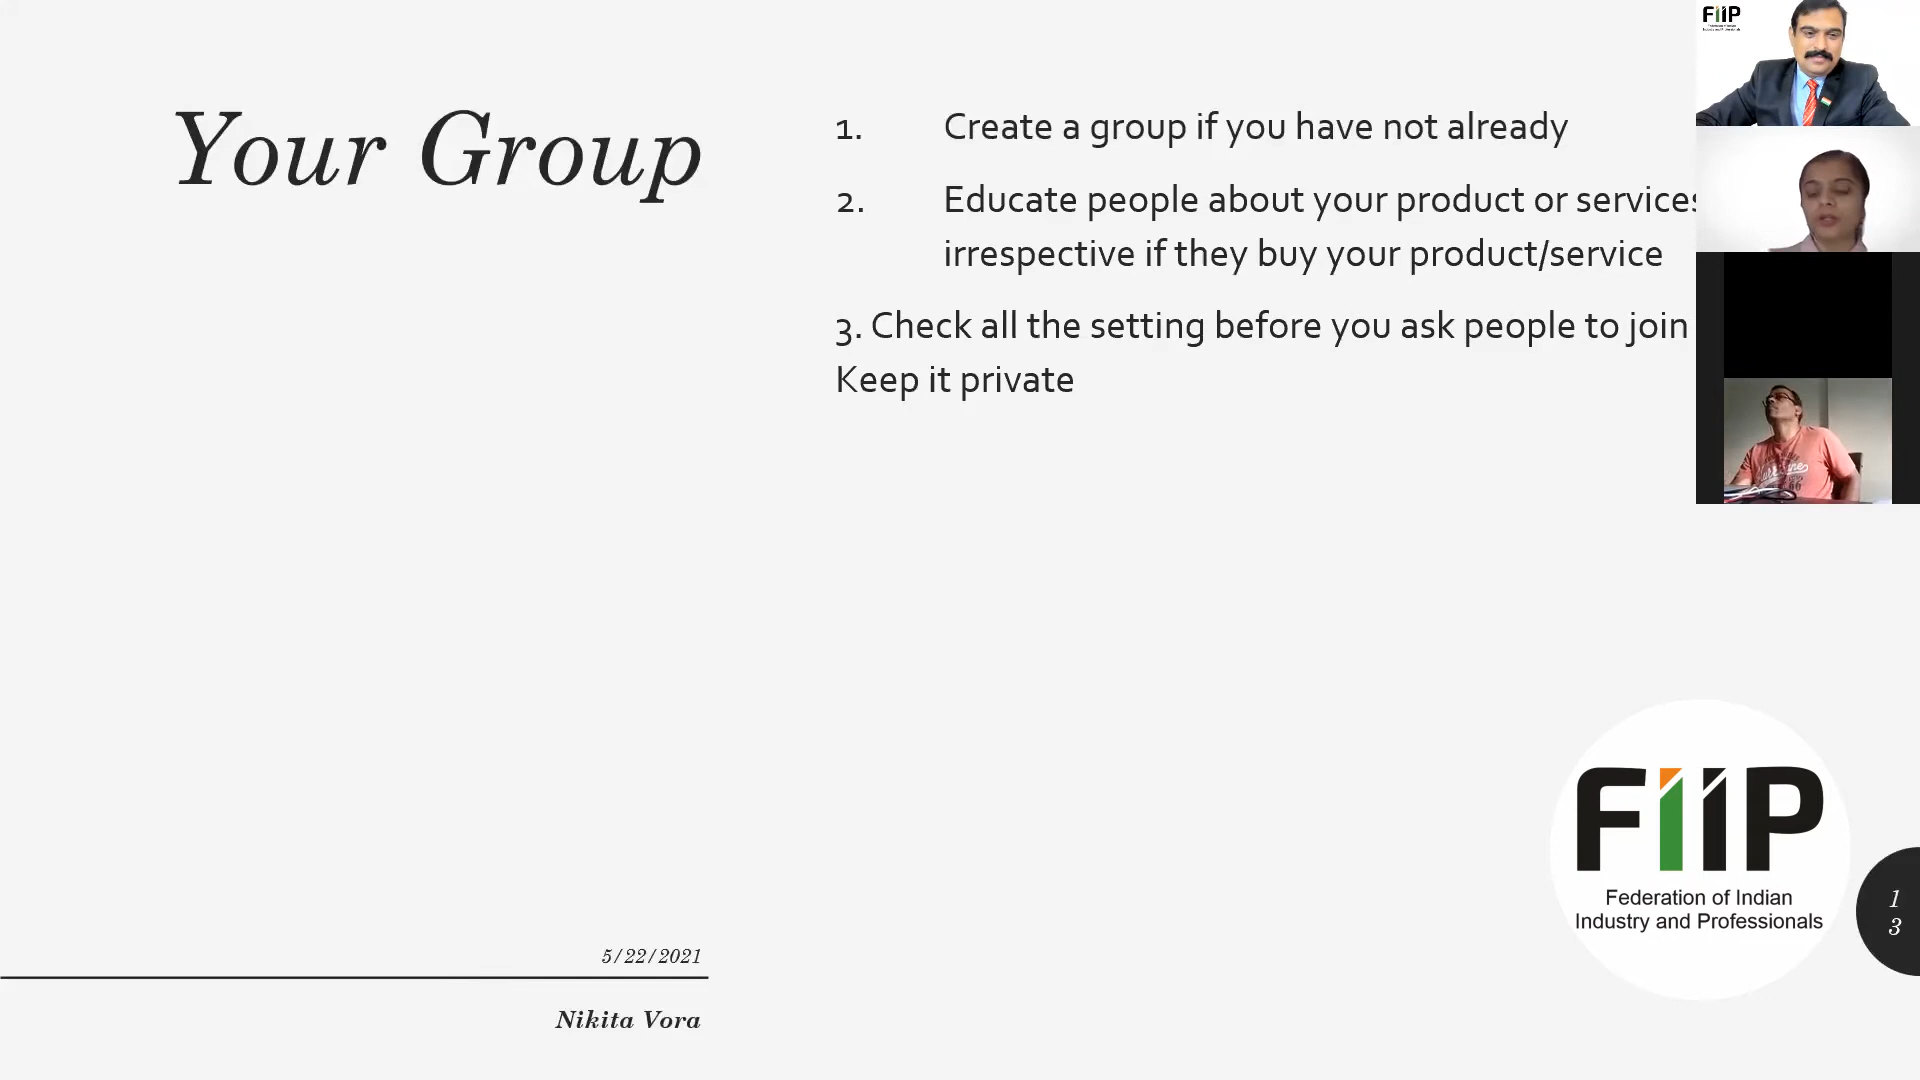 Your Group
1. Create a group if you have not already
2. Educate people about your product or services
irrespective if they buy your product/service
3. Check all the setting before you ask people to join
Keep it private
FiiP
FiiP
Federation of Indian
Industry and Professionals
1
3
5/22/2021
Nikita Vora